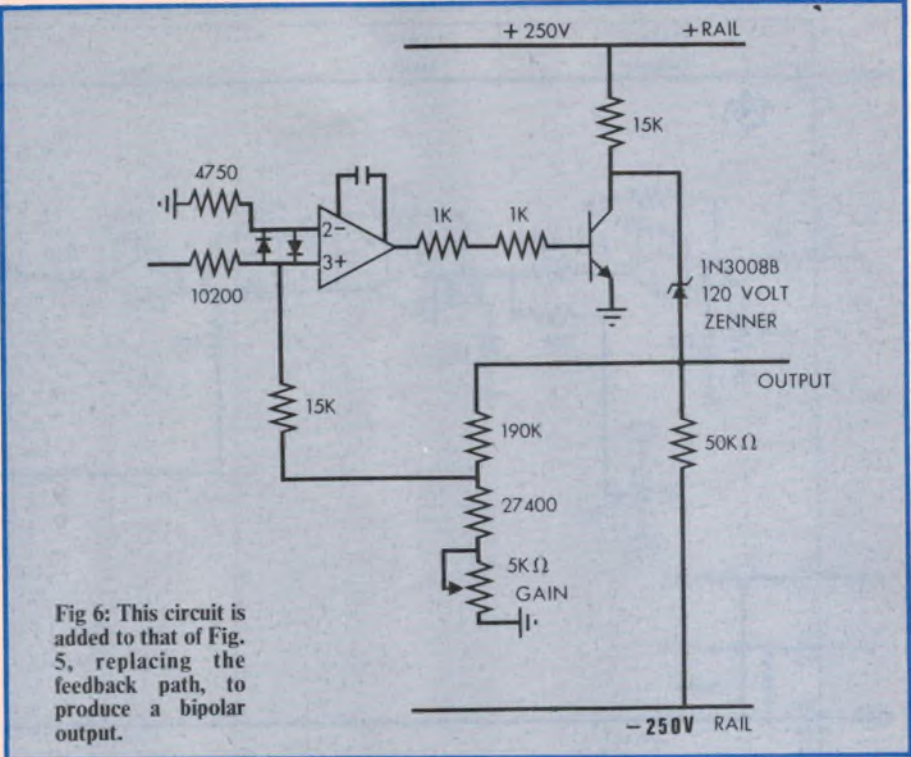 + 250V
+RAIL
15K
4750
2-
3+
10200
1K
1K
1N3008B
120 VOLT
ZENNER
OUTPUT
15K
190K
50KΩ
27400
5KΩ
GAIN
Fig 6: This circuit is
added to that of Fig.
5, replacing the
feedback path, to
produce a bipolar
output.
−250V RAIL